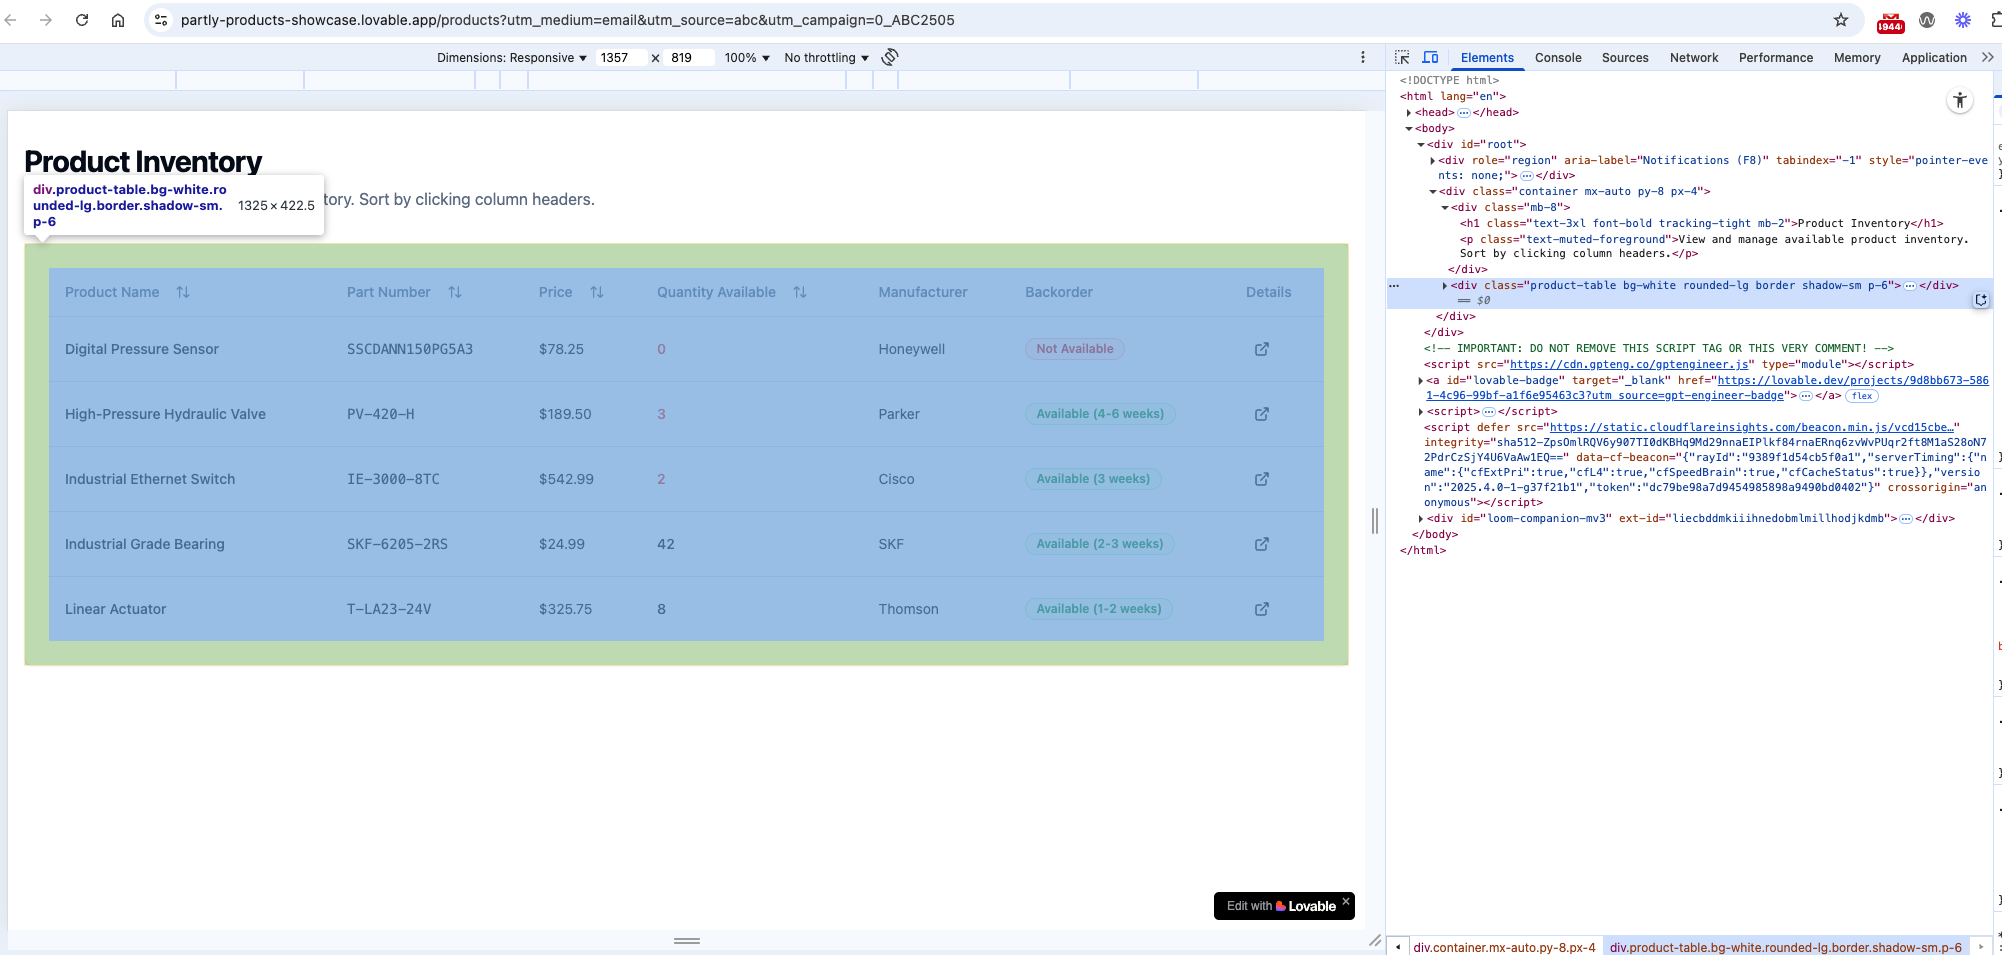 partly-products-showcase.lovable.app/products?utm_medium=email&utm_source=abc&utm_campaign=0_ABC2505
Dimensions: Responsive 1357 x 819 100% No throttling
Elements Console Sources Network Performance Memory Application
Product Inventory
div.product-table.bg-white.ro
unded-lg.border.shadow-sm.
p-6
1325 × 422.5
tory. Sort by clicking column headers.
Product Name Part Number Price Quantity Available Manufacturer Backorder Details
Digital Pressure Sensor SSCDANN150PG5A3 $78.25 0 Honeywell Not Available
High-Pressure Hydraulic Valve PV-420-H $189.50 3 Parker Available (4-6 weeks)
Industrial Ethernet Switch IE-3000-8TC $542.99 2 Cisco Available (3 weeks)
Industrial Grade Bearing SKF-6205-2RS $24.99 42 SKF Available (2-3 weeks)
Linear Actuator T-LA23-24V $325.75 8 Thomson Available (1-2 weeks)
Edit with Lovable
<!DOCTYPE html>
<html lang="en">
<head> ⋯ </head>
<body>
<div id="root">
<div role="region" aria-label="Notifications (F8)" tabindex="-1" style="pointer-eve
nts: none;"> ⋯ </div>
<div class="container mx-auto py-8 px-4">
<div class="mb-8">
<h1 class="text-3xl font-bold tracking-tight mb-2">Product Inventory</h1>
<p class="text-muted-foreground">View and manage available product inventory.
Sort by clicking column headers.</p>
</div>
<div class="product-table bg-white rounded-lg border shadow-sm p-6"> ⋯ </div>
== $0
</div>
</div>
<!-- IMPORTANT: DO NOT REMOVE THIS SCRIPT TAG OR THIS VERY COMMENT! -->
<script src="https://cdn.gpteng.co/gptengineer.js" type="module"></script>
<a id="lovable-badge" target="_blank" href="https://lovable.dev/projects/9d8bb673-586
1-4c96-99bf-a1f6e95463c3?utm_source=gpt-engineer-badge"> ⋯ </a> flex
<script> ⋯ </script>
<script defer src="https://static.cloudflareinsights.com/beacon.min.js/vcd15cbe…"
integrity="sha512-ZpsOmlRQV6y907TI0dKBHq9Md29nnaEIPlkf84rnaERnq6zvWvPUqr2ft8M1aS28oN7
2PdrCzSjY4U6VaAw1EQ==" data-cf-beacon="{"rayId":"9389f1d54cb5f0a1","serverTiming":{"n
ame":{"cfExtPri":true,"cfL4":true,"cfSpeedBrain":true,"cfCacheStatus":true}},"versio
n":"2025.4.0-1-g37f21b1","token":"dc79be98a7d9454985898a9490bd0402"}" crossorigin="an
onymous"></script>
<div id="loom-companion-mv3" ext-id="liecbddmkiiihnedobmlmillhodjkdmb"> ⋯ </div>
</body>
</html>
div.container.mx-auto.py-8.px-4 div.product-table.bg-white.rounded-lg.border.shadow-sm.p-6